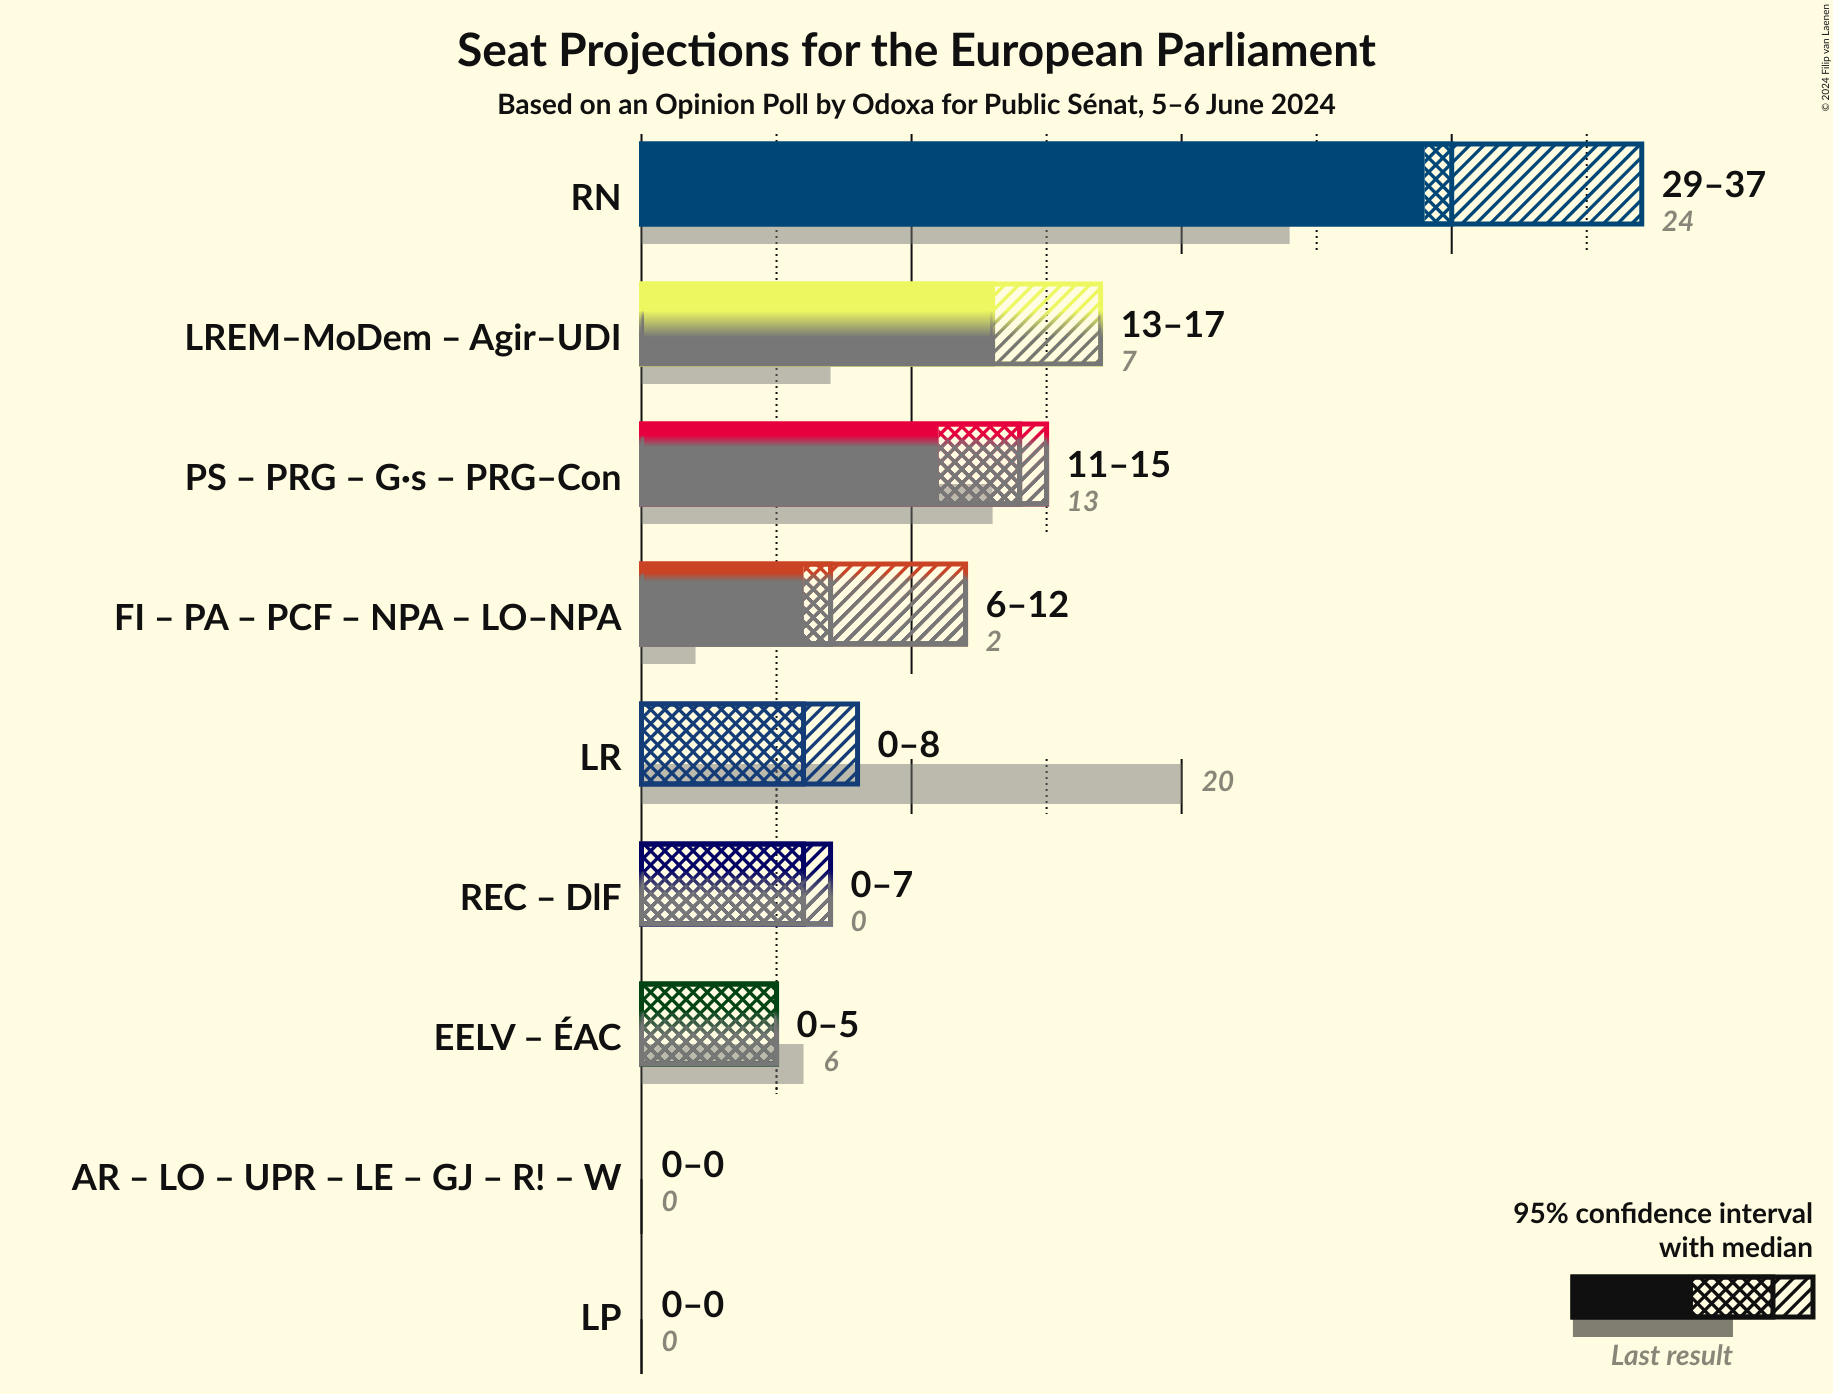 Seat Projections for the European Parliament
Based on an Opinion Poll by Odoxa for Public Sénat, 5–6 June 2024
© 2024 Filip van Laenen
RN
29–37
24
LREM–MoDem – Agir–UDI
13–17
7
PS – PRG – G·s – PRG–Con
11–15
13
FI – PA – PCF – NPA – LO–NPA
6–12
2
LR
0–8
20
REC – DlF
0–7
0
EELV – ÉAC
0–5
6
AR – LO – UPR – LE – GJ – R! – W
0–0
0
LP
0–0
0
95% confidence interval
with median
Last result